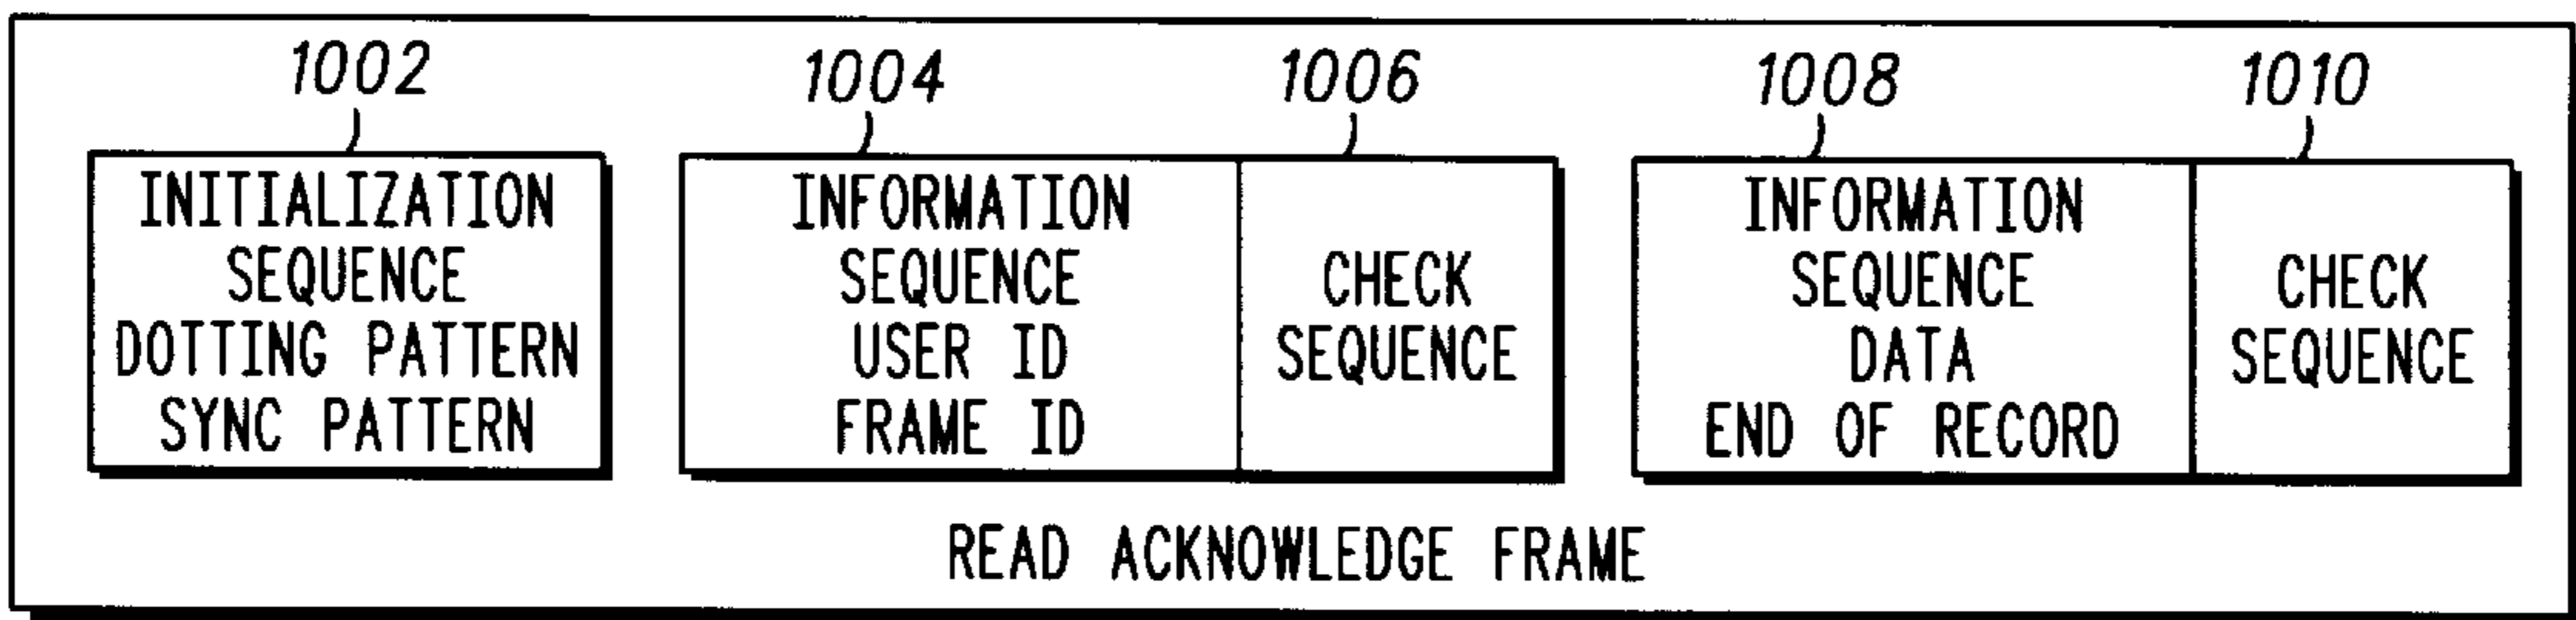 1002
1004
1006
1008
1010
INITIALIZATION
SEQUENCE
DOTTING PATTERN
SYNC PATTERN
INFORMATION
SEQUENCE
USER ID
FRAME ID
CHECK
SEQUENCE
INFORMATION
SEQUENCE
DATA
END OF RECORD
CHECK
SEQUENCE
READ ACKNOWLEDGE FRAME